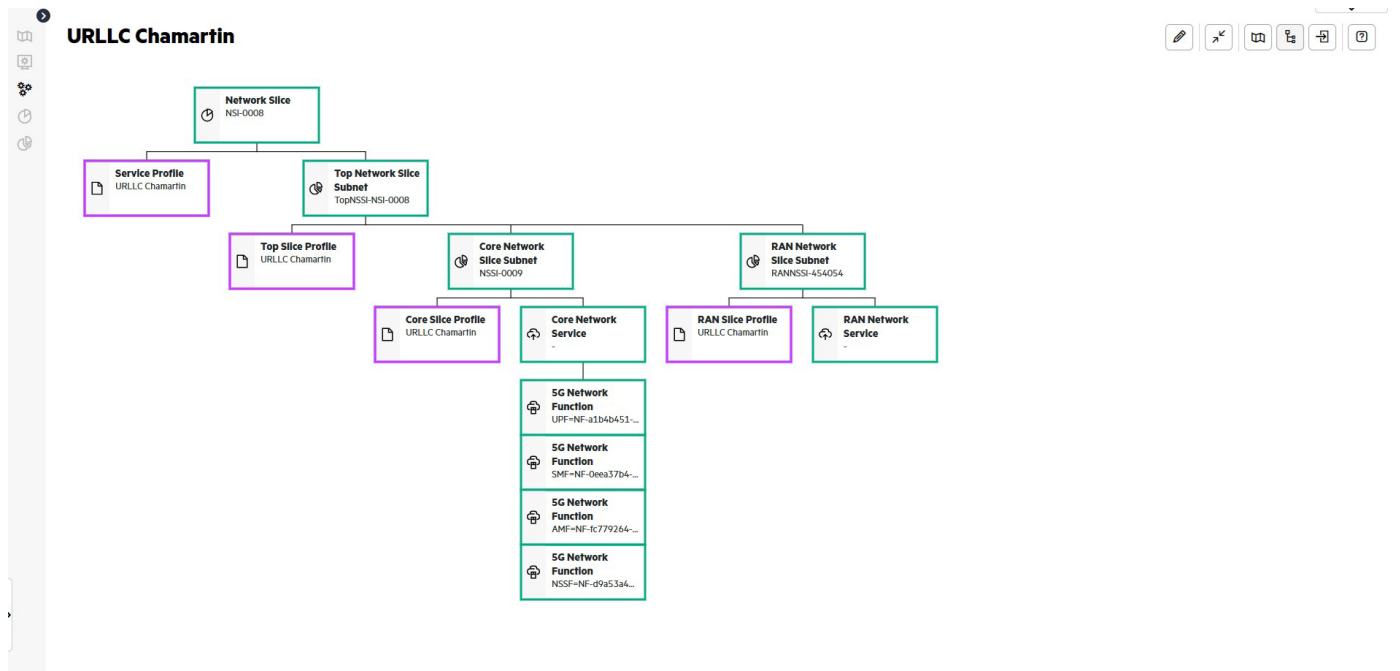 URLLC Chamartin
Network Slice
NSI-0008
Service Profile
URLLC Chamartin
Top Network Slice
Subnet
TopNSSI-NSI-0008
Top Slice Profile
URLLC Chamartin
Core Network
Slice Subnet
NSSI-0009
RAN Network
Slice Subnet
RANNSSI-454054
Core Slice Profile
URLLC Chamartin
Core Network
Service
-
RAN Slice Profile
URLLC Chamartin
RAN Network
Service
-
5G Network
Function
UPF=NF-a1b4b451-...
5G Network
Function
SMF=NF-0eea37b4-...
5G Network
Function
AMF=NF-fc779264-...
5G Network
Function
NSSF=NF-d9a53a4...